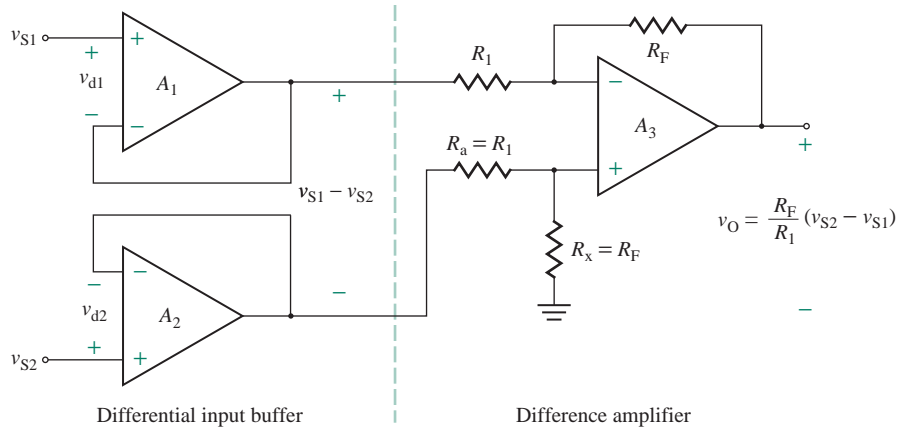 v_S1
+
+
v_d1
−
−
A_1
+
v_S1 − v_S2
−
−
−
v_d2
+
+
A_2
v_S2
R_1
R_F
−
A_3
+
R_a = R_1
R_x = R_F
+
v_O = R_F/R_1 (v_S2 − v_S1)
−
Differential input buffer
Difference amplifier